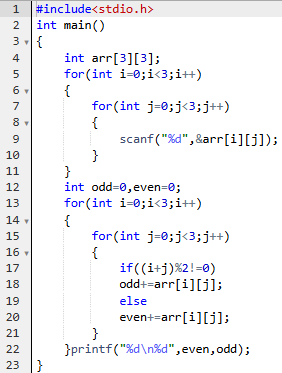 1 #include<stdio.h>
2 int main()
3 {
4     int arr[3][3];
5     for(int i=0;i<3;i++)
6     {
7         for(int j=0;j<3;j++)
8         {
9             scanf("%d",&arr[i][j]);
10         }
11     }
12     int odd=0,even=0;
13     for(int i=0;i<3;i++)
14     {
15         for(int j=0;j<3;j++)
16         {
17             if((i+j)%2!=0)
18             odd+=arr[i][j];
19             else
20             even+=arr[i][j];
21         }
22     }printf("%d\n%d",even,odd);
23 }